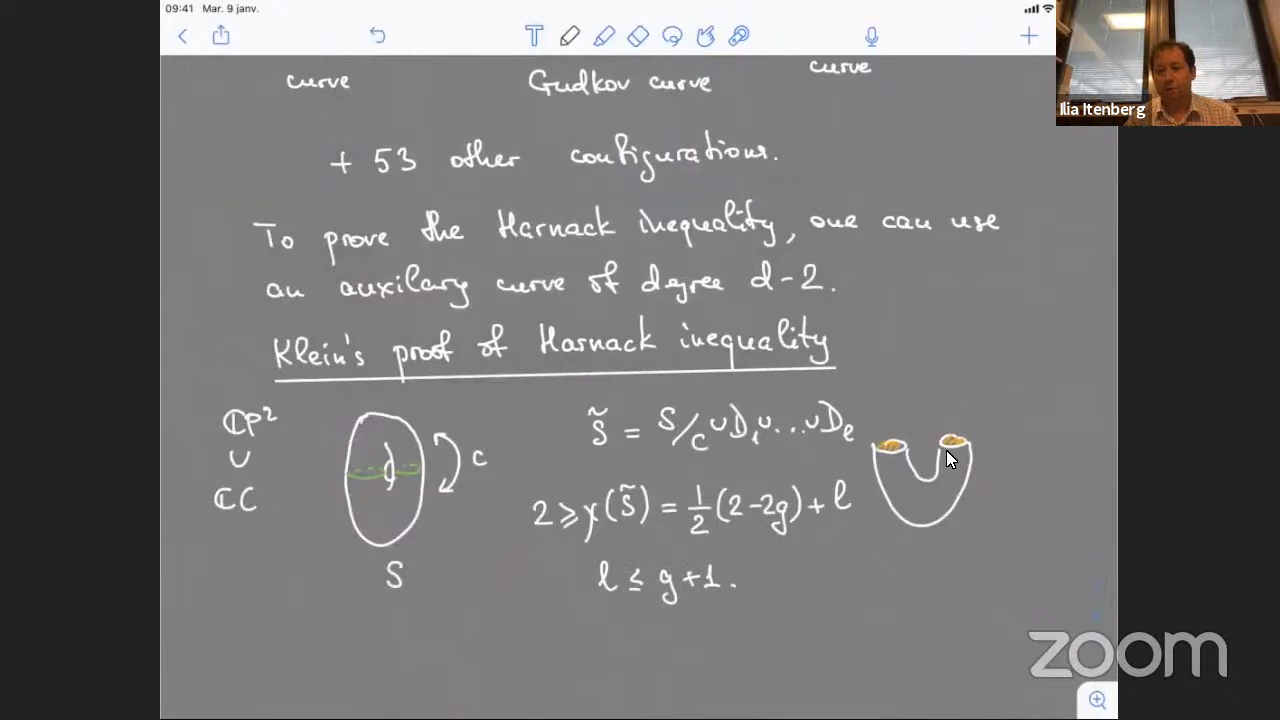 09:41 Mar. 9 janv.
Ilia Itenberg
curve
Gudkov curve
curve
+ 53 other configurations.
To prove the Harnack inequality, one can use
an auxilary curve of degree d-2.
Klein's proof of Harnack inequality
ℂP²
∪
ℂC
c
S
S̃ = S/c ∪ D₁ ∪ ... ∪ Dₗ
2 ≥ χ(S̃) = 1/2 (2-2g) + l
l ≤ g+1.
zoom